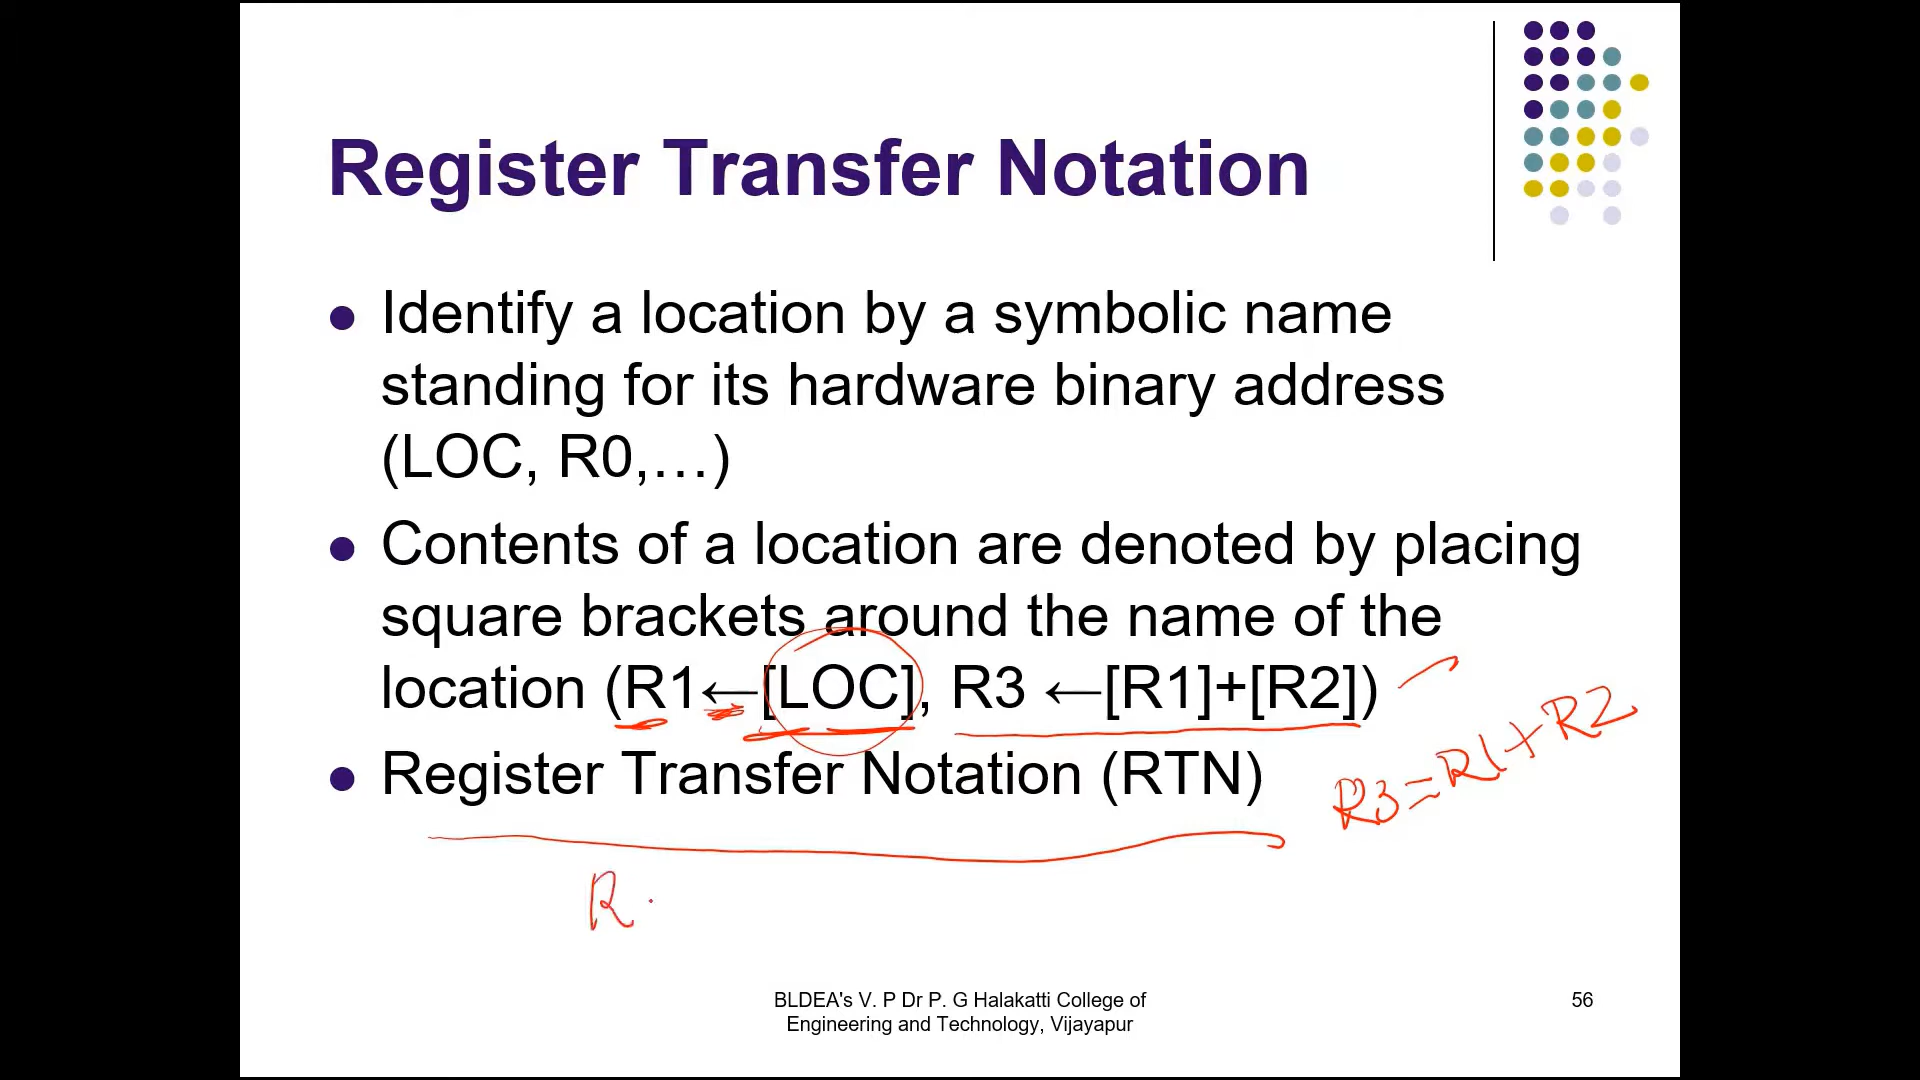 Register Transfer Notation
Identify a location by a symbolic name
standing for its hardware binary address
(LOC, R0,…)
Contents of a location are denoted by placing
square brackets around the name of the
location (R1←[LOC], R3 ←[R1]+[R2])
R3=R1+R2
Register Transfer Notation (RTN)
R
BLDEA's V. P Dr P. G Halakatti College of
Engineering and Technology, Vijayapur
56